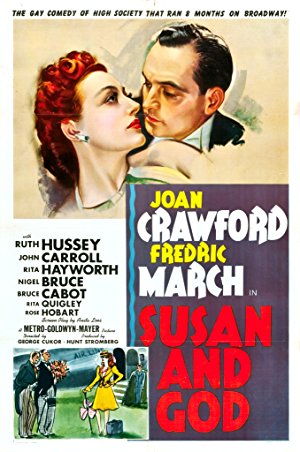 THE GAY COMEDY OF HIGH SOCIETY THAT RAN 8 MONTHS ON BROADWAY!
JOAN
CRAWFORD
FREDRIC
MARCH
IN
SUSAN
AND
GOD
with
RUTH HUSSEY
JOHN CARROLL
RITA HAYWORTH
NIGEL BRUCE
BRUCE CABOT
RITA QUIGLEY
ROSE HOBART
Screen Play by Anita Loos
A METRO-GOLDWYN-MAYER Picture
Directed by GEORGE CUKOR
Produced by HUNT STROMBERG
AIR LINE